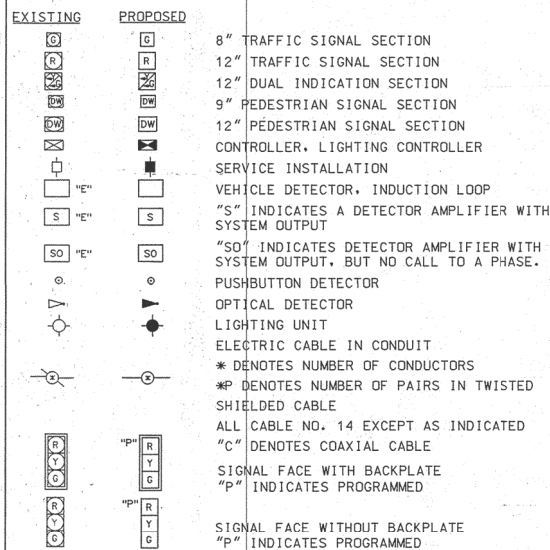 EXISTING PROPOSED
G G 8" TRAFFIC SIGNAL SECTION
R R 12" TRAFFIC SIGNAL SECTION
12" DUAL INDICATION SECTION
DW DW 9" PEDESTRIAN SIGNAL SECTION
DW DW 12" PEDESTRIAN SIGNAL SECTION
CONTROLLER, LIGHTING CONTROLLER
SERVICE INSTALLATION
"E" VEHICLE DETECTOR, INDUCTION LOOP
S "E" S "S" INDICATES A DETECTOR AMPLIFIER WITH
SYSTEM OUTPUT
SO "E" SO "SO" INDICATES DETECTOR AMPLIFIER WITH
SYSTEM OUTPUT, BUT NO CALL TO A PHASE.
PUSHBUTTON DETECTOR
OPTICAL DETECTOR
LIGHTING UNIT
ELECTRIC CABLE IN CONDUIT
* DENOTES NUMBER OF CONDUCTORS
* * *P DENOTES NUMBER OF PAIRS IN TWISTED
SHIELDED CABLE
ALL CABLE NO. 14 EXCEPT AS INDICATED
"C" DENOTES COAXIAL CABLE
R "P" R
Y Y SIGNAL FACE WITH BACKPLATE
G G "P" INDICATES PROGRAMMED
R "P" R
Y Y SIGNAL FACE WITHOUT BACKPLATE
G G "P" INDICATES PROGRAMMED